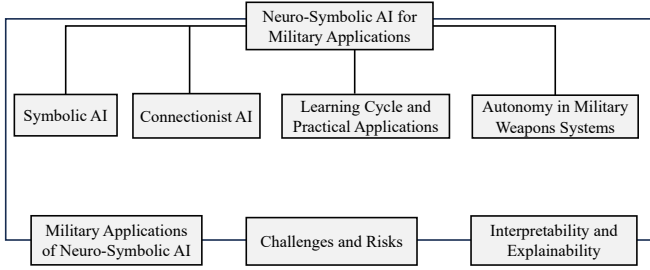 Neuro-Symbolic AI for
Military Applications
Symbolic AI
Connectionist AI
Learning Cycle and
Practical Applications
Autonomy in Military
Weapons Systems
Military Applications
of Neuro-Symbolic AI
Challenges and Risks
Interpretability and
Explainability